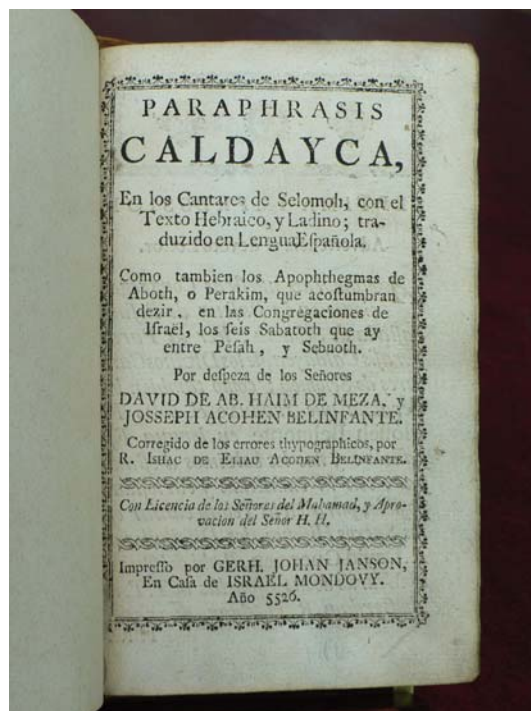 PARAPHRASIS
CALDAYCA,
En los Cantares de Selomoh, con el
Texto Hebraico, y Ladino; tra-
duzido en Lengua Eſpañola.
Como tambien los Apophthegmas de
Aboth, o Perakim, que acoſtumbran
dezir, en las Congregaciones de
Iſraël, los ſeis Sabatoth que ay
entre Peſah, y Sebuoth.
Por deſpeza de los Señores
DAVID DE AB. HAIM DE MEZA. y
JOSSEPH ACOHEN BELINFANTE.
Corregido de los errores thypographicos, por
R. ISHAC DE ELIAU ACOHEN BELINFANTE.
Con Licencia de los Señores del Mahamad, y Apro-
vacion del Señor H. H.
Impreſſo por GERH. JOHAN JANSON,
En Caſa de ISRAEL MONDOVY.
Año 5526.